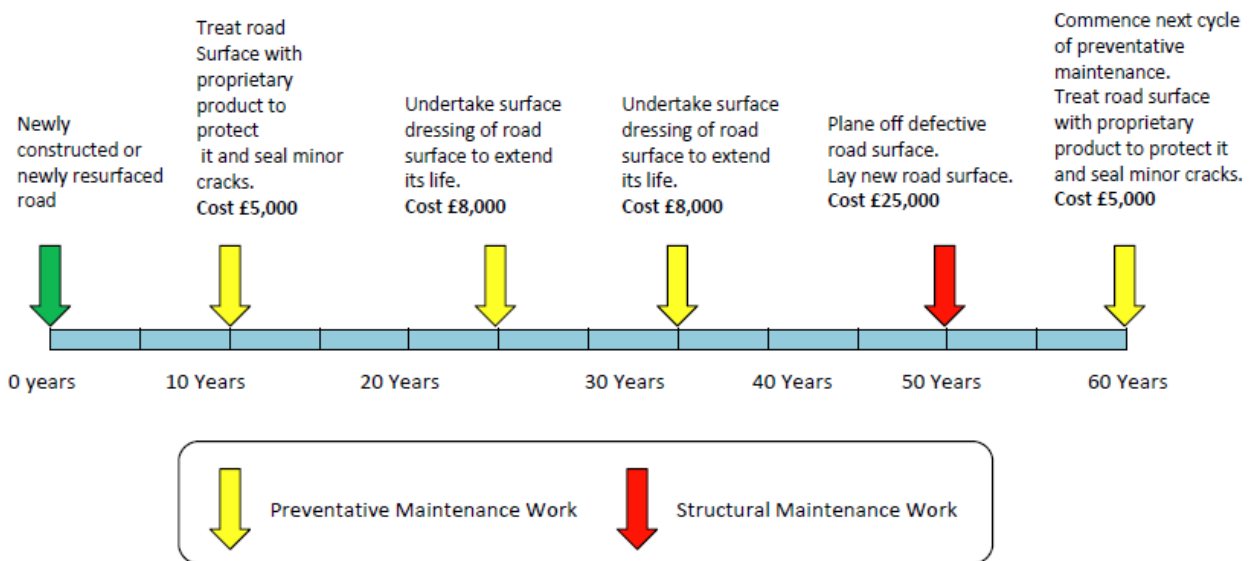 Newly
constructed or
newly resurfaced
road
Treat road
Surface with
proprietary
product to
protect
it and seal minor
cracks.
Cost £5,000
Undertake surface
dressing of road
surface to extend
its life.
Cost £8,000
Undertake surface
dressing of road
surface to extend
its life.
Cost £8,000
Plane off defective
road surface.
Lay new road surface.
Cost £25,000
Commence next cycle
of preventative
maintenance.
Treat road surface
with proprietary
product to protect it
and seal minor cracks.
Cost £5,000
0 years
10 Years
20 Years
30 Years
40 Years
50 Years
60 Years
Preventative Maintenance Work
Structural Maintenance Work